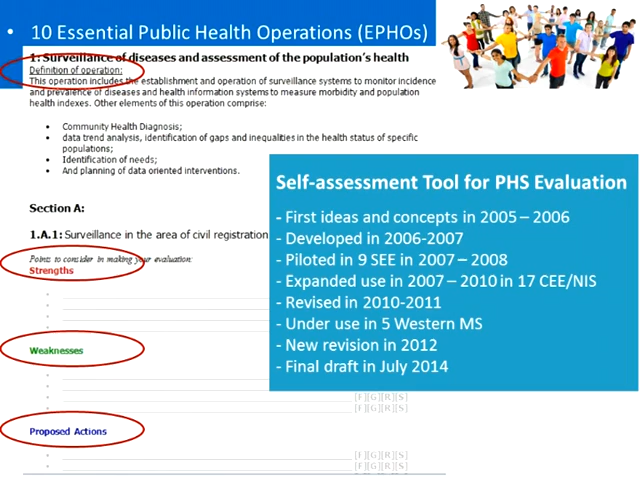 • 10 Essential Public Health Operations (EPHOs)
1: Surveillance of diseases and assessment of the population's health
Definition of operation:
This operation includes the establishment and operation of surveillance systems to monitor incidence
and prevalence of diseases and health information systems to measure morbidity and population
health indexes. Other elements of this operation comprise:
• Community Health Diagnosis;
• data trend analysis, identification of gaps and inequalities in the health status of specific
populations;
• Identification of needs;
• And planning of data oriented interventions.
Section A:
1.A.1: Surveillance in the area of civil registration
Points to consider in making your evaluation:
Strengths
Weaknesses
[F][G][R][S]
[F][G][R][S]
Proposed Actions
[F][G][R][S]
[F][G][R][S]
Self-assessment Tool for PHS Evaluation
- First ideas and concepts in 2005 – 2006
- Developed in 2006-2007
- Piloted in 9 SEE in 2007 – 2008
- Expanded use in 2007 – 2010 in 17 CEE/NIS
- Revised in 2010-2011
- Under use in 5 Western MS
- New revision in 2012
- Final draft in July 2014